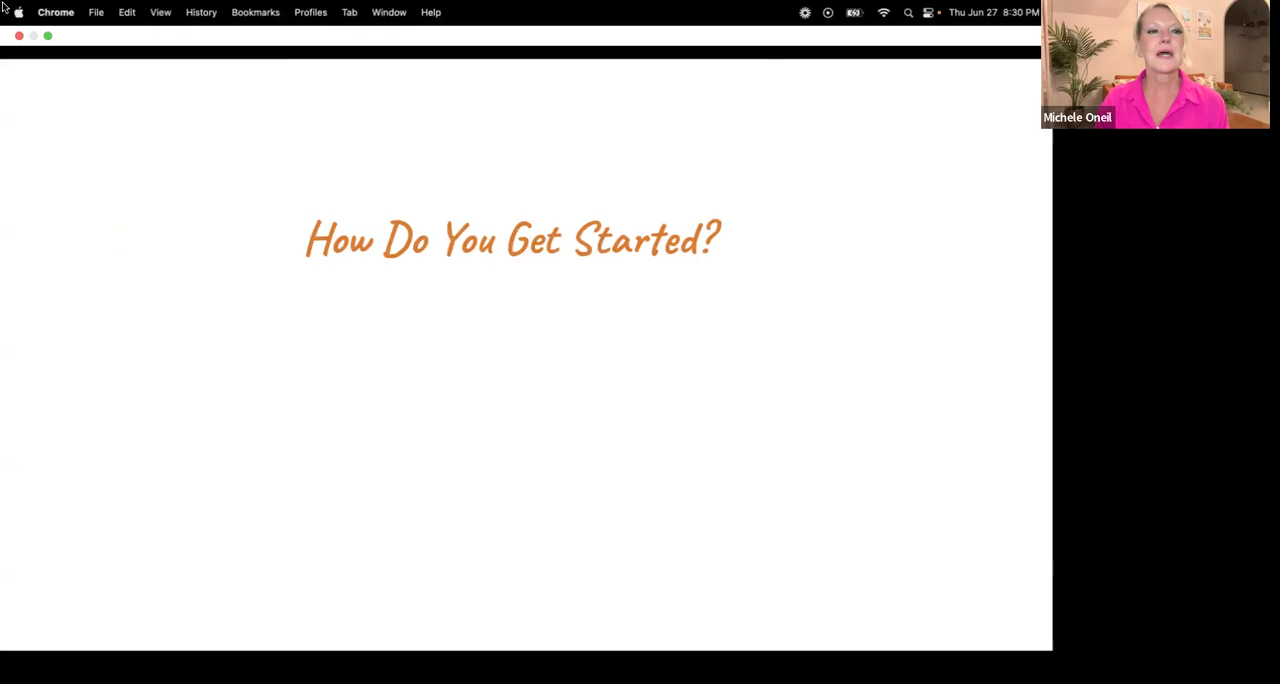 Chrome File Edit View History Bookmarks Profiles Tab Window Help Thu Jun 27 8:30 PM
Michele Oneil
How Do You Get Started?